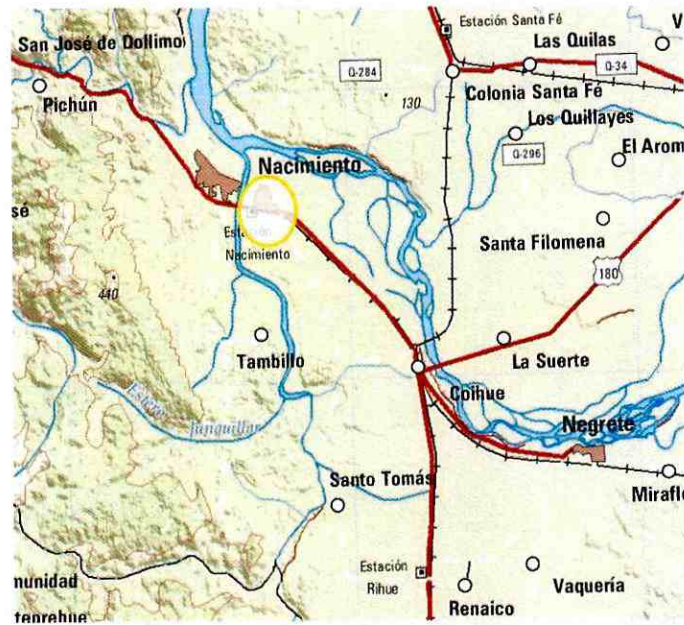 Estación Santa Fé
San José de Dollimo
Las Quilas
Q-284
Q-34
Pichún
130
Colonia Santa Fé
Los Quillayes
Nacimiento
Q-296
El Arom
sé
Estación
Nacimiento
Santa Filomena
180
440
Tambillo
La Suerte
Coihue
Estero
Junquillar
Negrete
Santo Tomás
Mirafl
Estación
Rihue
munidad
Vaquería
Renaico